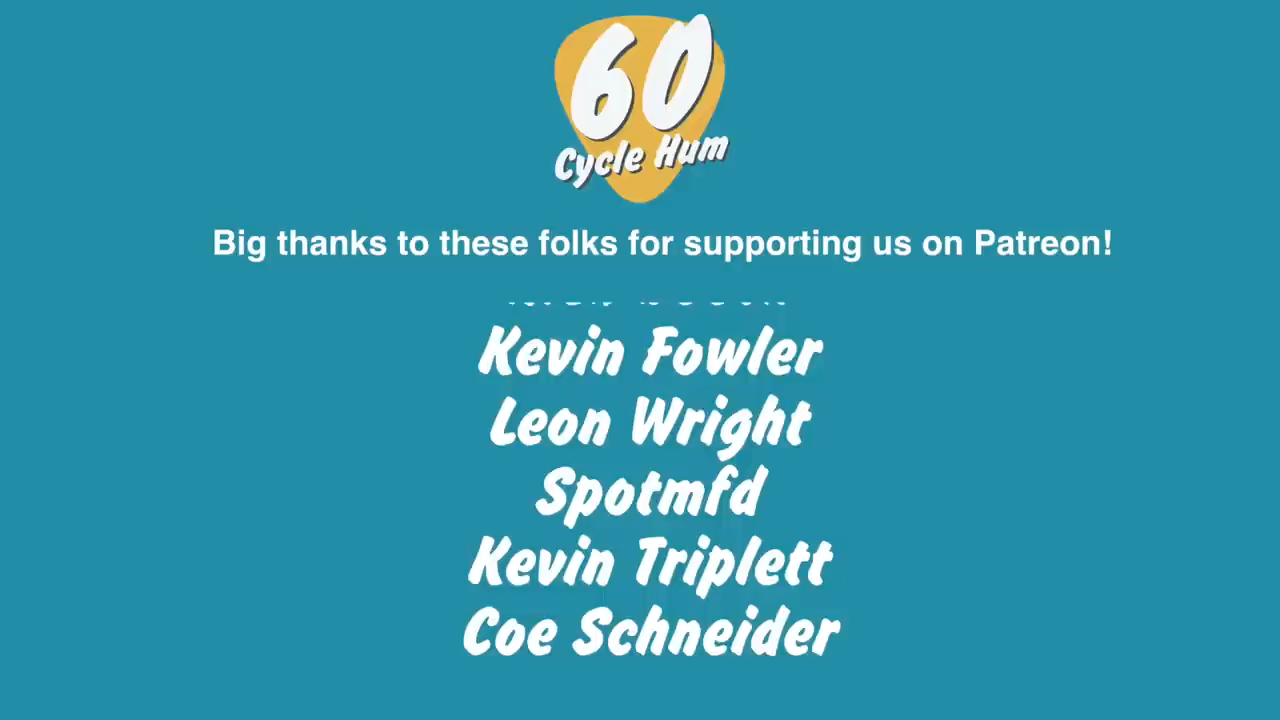 60
Cycle Hum
Big thanks to these folks for supporting us on Patreon!
Kevin Fowler
Leon Wright
Spotmfd
Kevin Triplett
Coe Schneider